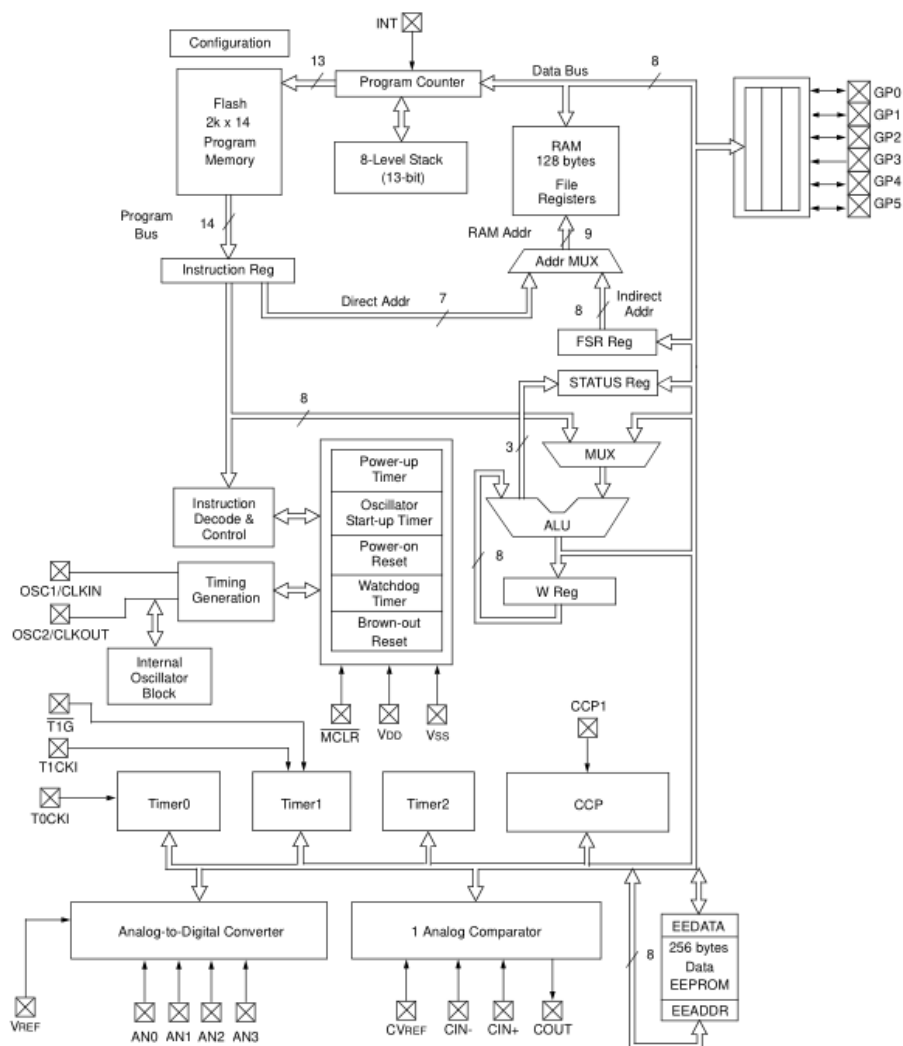 INT
Configuration
13
Program Counter
Data Bus
8
Flash
2k x 14
Program
Memory
8-Level Stack
(13-bit)
RAM
128 bytes
File
Registers
GP0
GP1
GP2
GP3
GP4
GP5
Program
Bus
14
RAM Addr
9
Addr MUX
Instruction Reg
Direct Addr
7
8
Indirect
Addr
FSR Reg
STATUS Reg
8
3
MUX
Power-up
Timer
Instruction
Decode &
Control
Oscillator
Start-up Timer
ALU
Power-on
Reset
8
OSC1/CLKIN
Timing
Generation
Watchdog
Timer
W Reg
OSC2/CLKOUT
Brown-out
Reset
Internal
Oscillator
Block
T1G
MCLR
VDD
VSS
CCP1
T1CKI
T0CKI
Timer0
Timer1
Timer2
CCP
Analog-to-Digital Converter
1 Analog Comparator
8
EEDATA
256 bytes
Data
EEPROM
EEADDR
VREF
AN0
AN1
AN2
AN3
CVREF
CIN-
CIN+
COUT